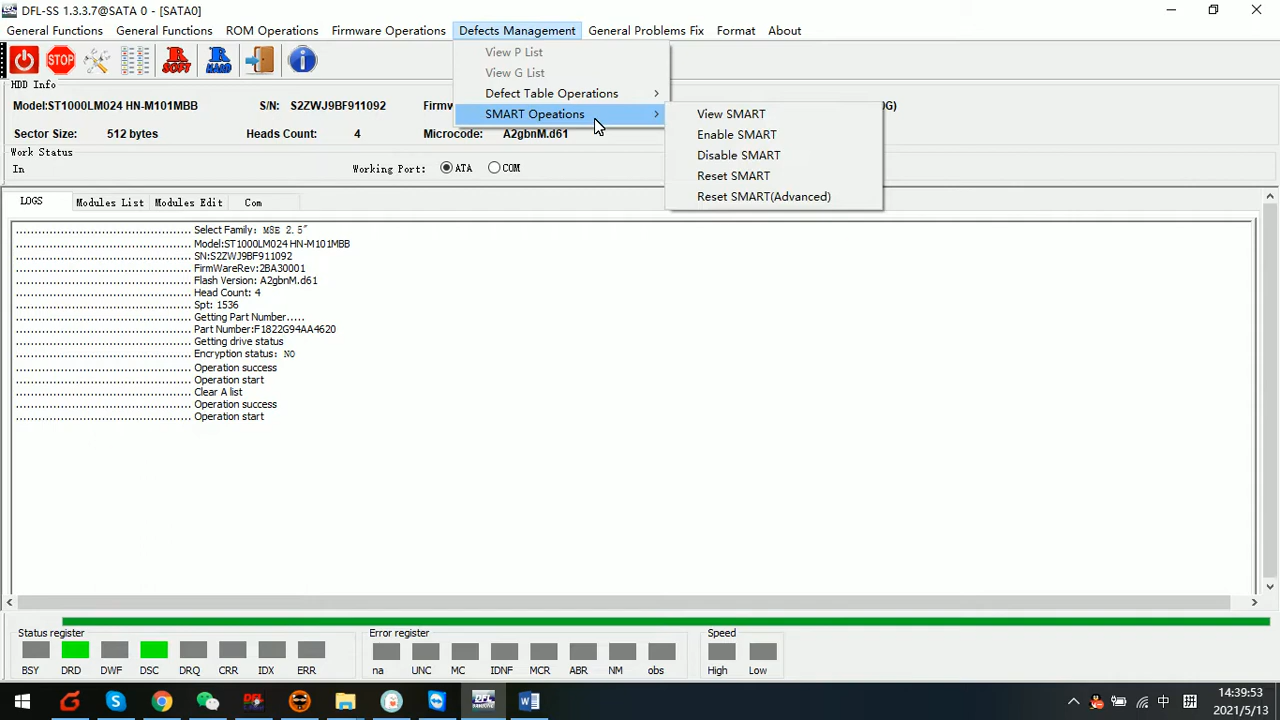 DFL-SS 1.3.3.7@SATA 0 - [SATA0]
General Functions General Functions ROM Operations Firmware Operations Defects Management General Problems Fix Format About
View P List
View G List
Defect Table Operations
SMART Opeations
View SMART
Enable SMART
Disable SMART
Reset SMART
Reset SMART(Advanced)
STOP R SOFT R HARD
HDD Info
Model:ST1000LM024 HN-M101MBB S/N: S2ZWJ9BF911092 Firmv G)
Sector Size: 512 bytes Heads Count: 4 Microcode: A2gbnM.d61
Work Status
In Working Port: ATA COM
LOGS Modules List Modules Edit Com
............................................. Select Family: MSE 2.5"
............................................. Model:ST1000LM024 HN-M101MBB
............................................. SN:S2ZWJ9BF911092
............................................. FirmWareRev:2BA30001
............................................. Flash Version: A2gbnM.d61
............................................. Head Count: 4
............................................. Spt: 1536
............................................. Getting Part Number.....
............................................. Part Number:F1822G94AA4620
............................................. Getting drive status
............................................. Encryption status: NO
............................................. Operation success
............................................. Operation start
............................................. Clear A list
............................................. Operation success
............................................. Operation start
Status register Error register Speed
BSY DRD DWF DSC DRQ CRR IDX ERR na UNC MC IDNF MCR ABR NM obs High Low
中 拼 14:39:53
2021/5/13